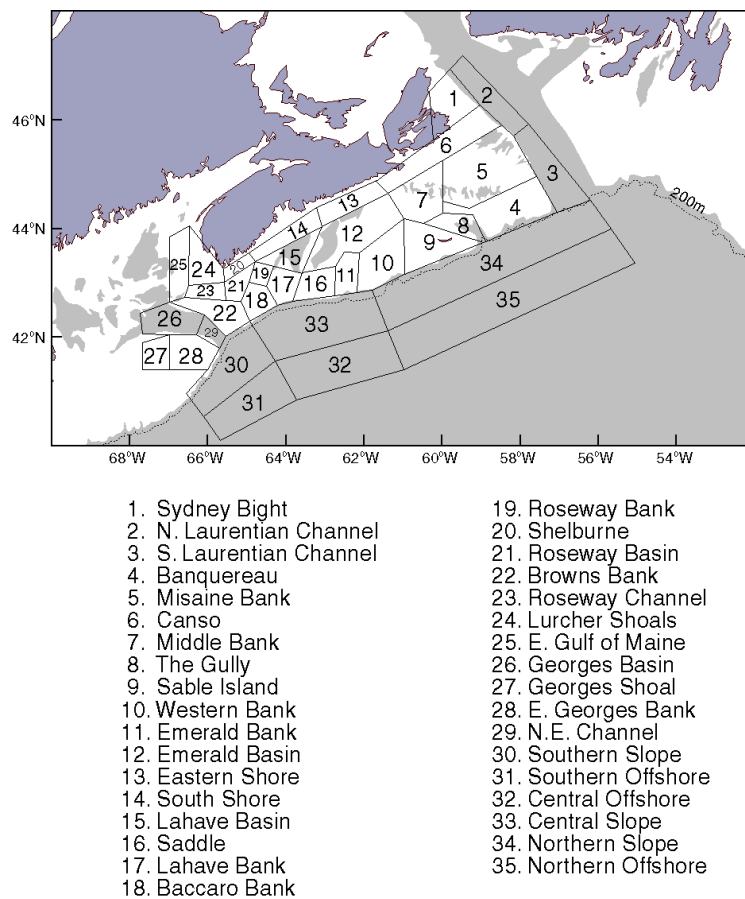 1
2
46°N
6
5
3
7
13
4
200m
14
8
44°N
12
9
15
34
25
24
20
19
10
11
17
16
21
23
35
18
22
33
26
29
42°N
27
28
30
32
31
68°W 66°W 64°W 62°W 60°W 58°W 56°W 54°W
1. Sydney Bight
2. N. Laurentian Channel
3. S. Laurentian Channel
4. Banquereau
5. Misaine Bank
6. Canso
7. Middle Bank
8. The Gully
9. Sable Island
10. Western Bank
11. Emerald Bank
12. Emerald Basin
13. Eastern Shore
14. South Shore
15. Lahave Basin
16. Saddle
17. Lahave Bank
18. Baccaro Bank
19. Roseway Bank
20. Shelburne
21. Roseway Basin
22. Browns Bank
23. Roseway Channel
24. Lurcher Shoals
25. E. Gulf of Maine
26. Georges Basin
27. Georges Shoal
28. E. Georges Bank
29. N.E. Channel
30. Southern Slope
31. Southern Offshore
32. Central Offshore
33. Central Slope
34. Northern Slope
35. Northern Offshore